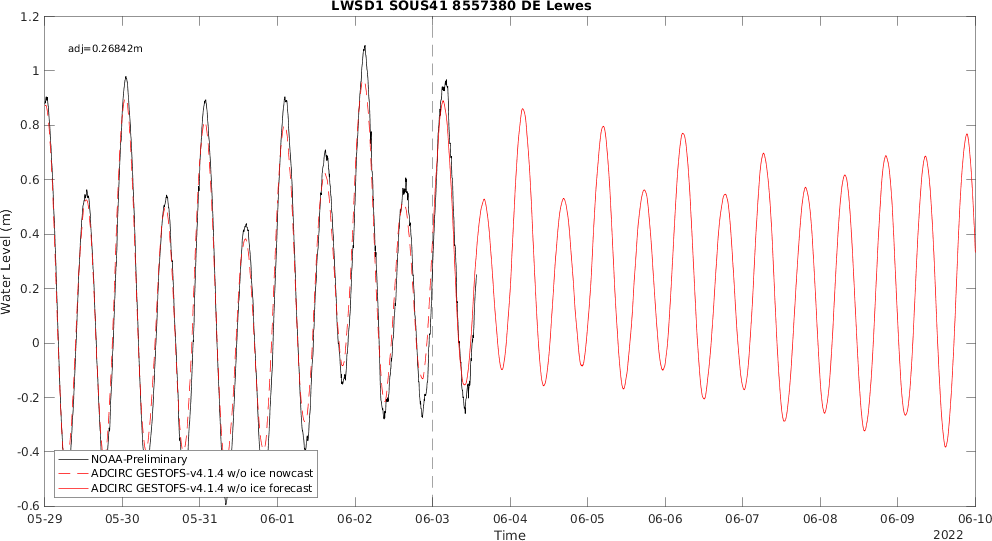 LWSD1 SOUS41 8557380 DE Lewes
adj=0.26842m
1.2
1
0.8
0.6
0.4
0.2
0
-0.2
-0.4
-0.6
Water Level (m)
NOAA-Preliminary
ADCIRC GESTOFS-v4.1.4 w/o ice nowcast
ADCIRC GESTOFS-v4.1.4 w/o ice forecast
05-29 05-30 05-31 06-01 06-02 06-03 06-04 06-05 06-06 06-07 06-08 06-09 06-10
Time
2022